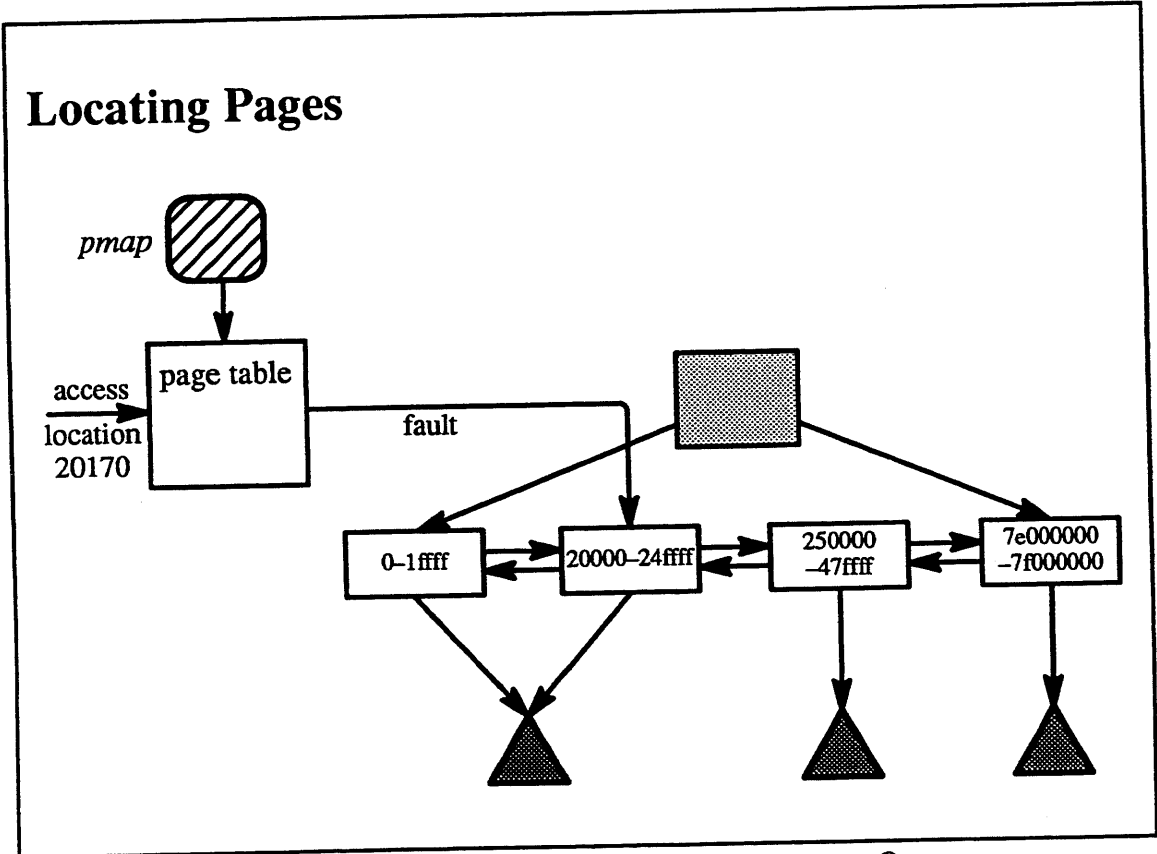 Locating Pages
pmap
page table
access
location
20170
fault
0–1ffff
20000–24ffff
250000
–47ffff
7e000000
–7f000000